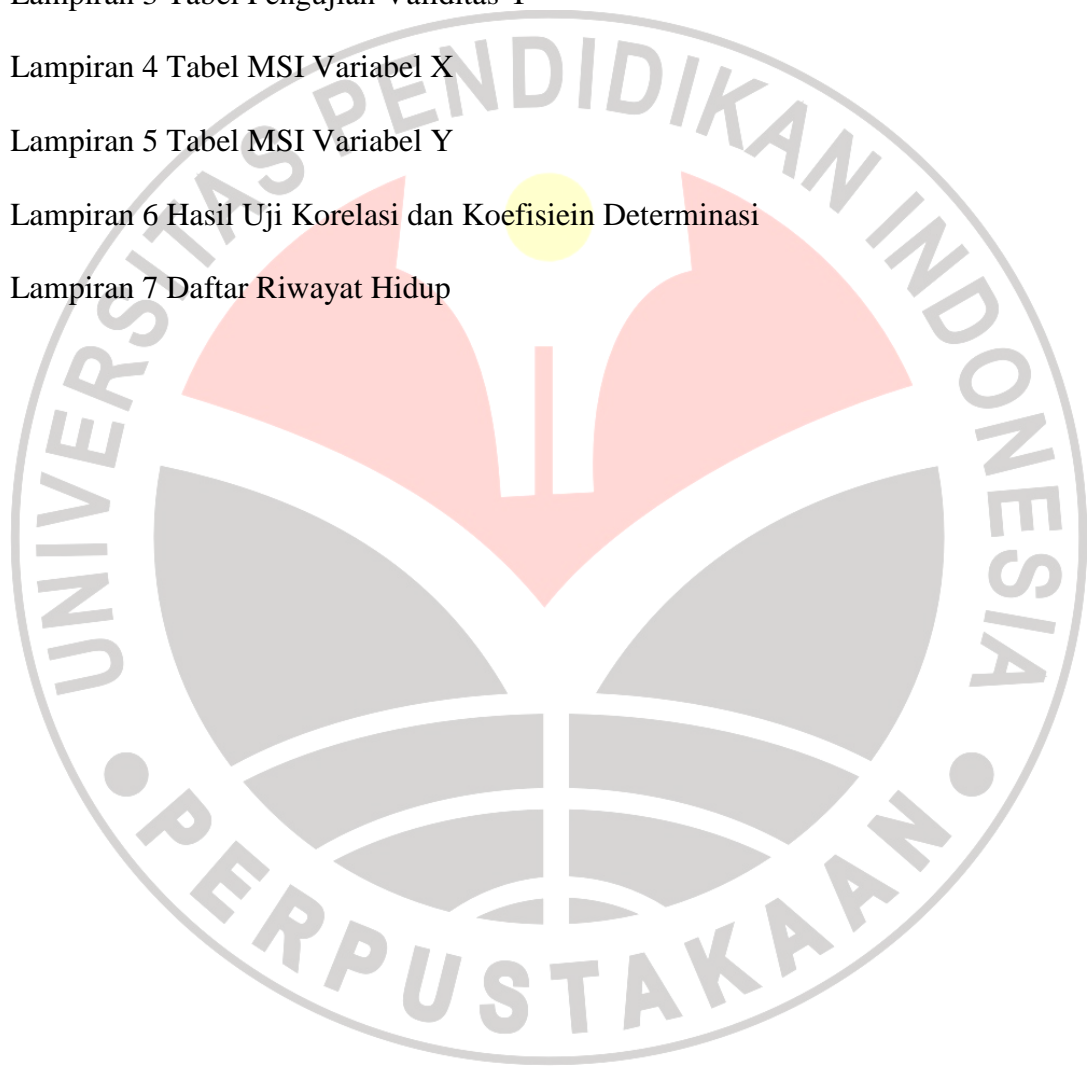 Lampiran 3 Tabel Pengujian Validitas Y
Lampiran 4 Tabel MSI Variabel X
Lampiran 5 Tabel MSI Variabel Y
Lampiran 6 Hasil Uji Korelasi dan Koefisiein Determinasi
Lampiran 7 Daftar Riwayat Hidup
UNIVERSITAS PENDIDIKAN INDONESIA
PERPUSTAKAAN